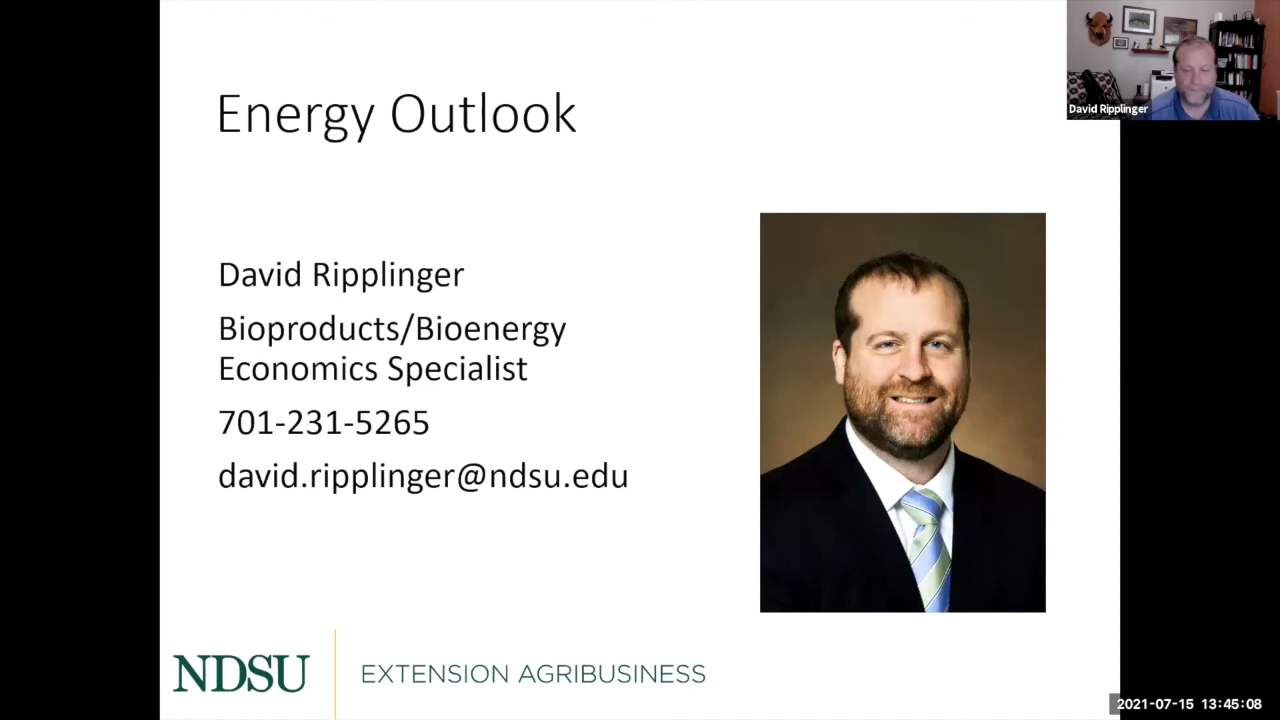 Energy Outlook
David Ripplinger
David Ripplinger
Bioproducts/Bioenergy
Economics Specialist
701-231-5265
david.ripplinger@ndsu.edu
NDSU EXTENSION AGRIBUSINESS
2021-07-15 13:45:08